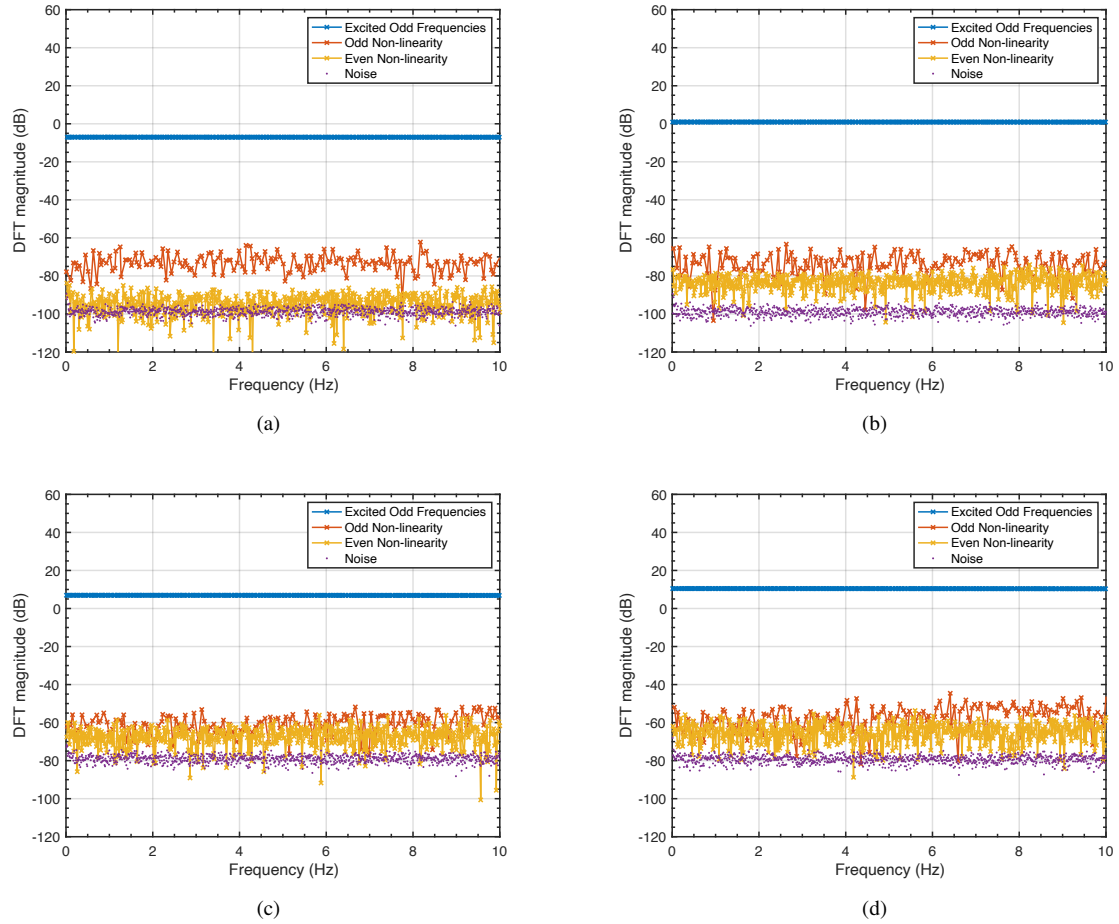 60
40
20
0
-20
-40
-60
-80
-100
-120
DFT magnitude (dB)
Excited Odd Frequencies
Odd Non-linearity
Even Non-linearity
Noise
0 2 4 6 8 10
Frequency (Hz)
(a)
60
40
20
0
-20
-40
-60
-80
-100
-120
DFT magnitude (dB)
Excited Odd Frequencies
Odd Non-linearity
Even Non-linearity
Noise
0 2 4 6 8 10
Frequency (Hz)
(b)
60
40
20
0
-20
-40
-60
-80
-100
-120
DFT magnitude (dB)
Excited Odd Frequencies
Odd Non-linearity
Even Non-linearity
Noise
0 2 4 6 8 10
Frequency (Hz)
(c)
60
40
20
0
-20
-40
-60
-80
-100
-120
DFT magnitude (dB)
Excited Odd Frequencies
Odd Non-linearity
Even Non-linearity
Noise
0 2 4 6 8 10
Frequency (Hz)
(d)